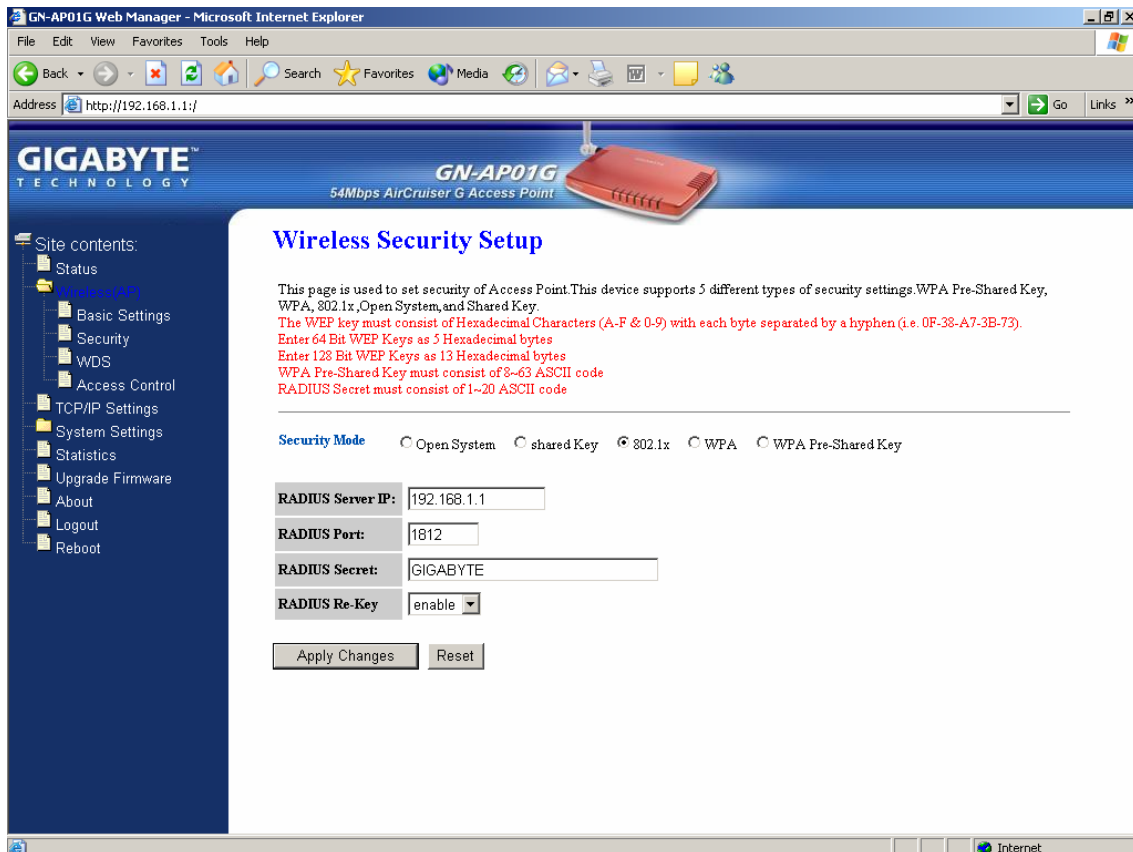 GN-AP01G Web Manager - Microsoft Internet Explorer
File Edit View Favorites Tools Help
Back Search Favorites Media
Address http://192.168.1.1:/ Go Links »
GIGABYTE™
TECHNOLOGY
GN-AP01G
54Mbps AirCruiser G Access Point
Site contents:
Status
Wireless(AP)
Basic Settings
Security
WDS
Access Control
TCP/IP Settings
System Settings
Statistics
Upgrade Firmware
About
Logout
Reboot
Wireless Security Setup
This page is used to set security of Access Point.This device supports 5 different types of security settings.WPA Pre-Shared Key,
WPA, 802.1x ,Open System,and Shared Key.
The WEP key must consist of Hexadecimal Characters (A-F & 0-9) with each byte separated by a hyphen (i.e. 0F-38-A7-3B-73).
Enter 64 Bit WEP Keys as 5 Hexadecimal bytes
Enter 128 Bit WEP Keys as 13 Hexadecimal bytes
WPA Pre-Shared Key must consist of 8~63 ASCII code
RADIUS Secret must consist of 1~20 ASCII code
Security Mode Open System shared Key 802.1x WPA WPA Pre-Shared Key
RADIUS Server IP: 192.168.1.1
RADIUS Port: 1812
RADIUS Secret: GIGABYTE
RADIUS Re-Key enable
Apply Changes Reset
Internet